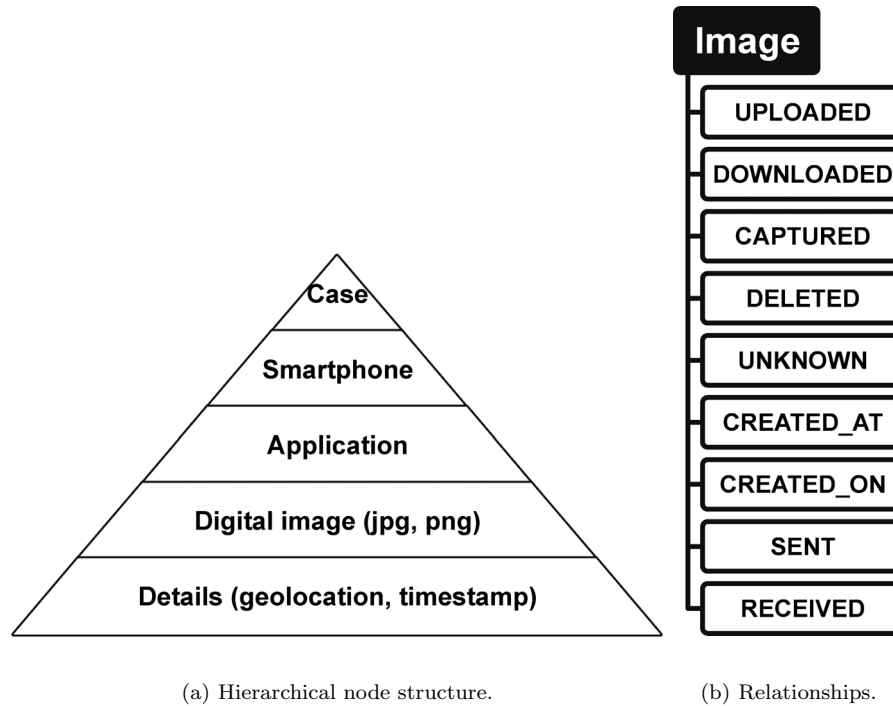 Case
Smartphone
Application
Digital image (jpg, png)
Details (geolocation, timestamp)
(a) Hierarchical node structure.
Image
UPLOADED
DOWNLOADED
CAPTURED
DELETED
UNKNOWN
CREATED_AT
CREATED_ON
SENT
RECEIVED
(b) Relationships.